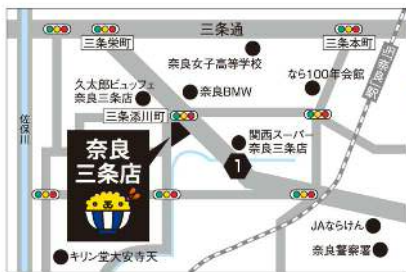 三条通
三条栄町
三条本町
奈良女子高等学校
JR奈良駅
久太郎ビュッフェ
奈良三条店
奈良BMW
なら100年会館
三条添川町
佐保川
奈良
三条店
関西スーパー
奈良三条店
1
JAならけん
奈良警察署
キリン堂大安寺天